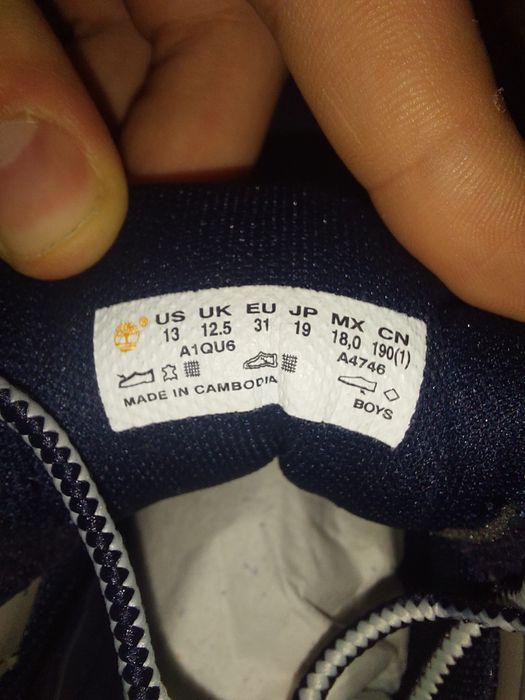 US UK EU JP MX CN
13 12.5 31 19 18,0 190(1)
A1QU6 A4746
MADE IN CAMBODIA BOYS